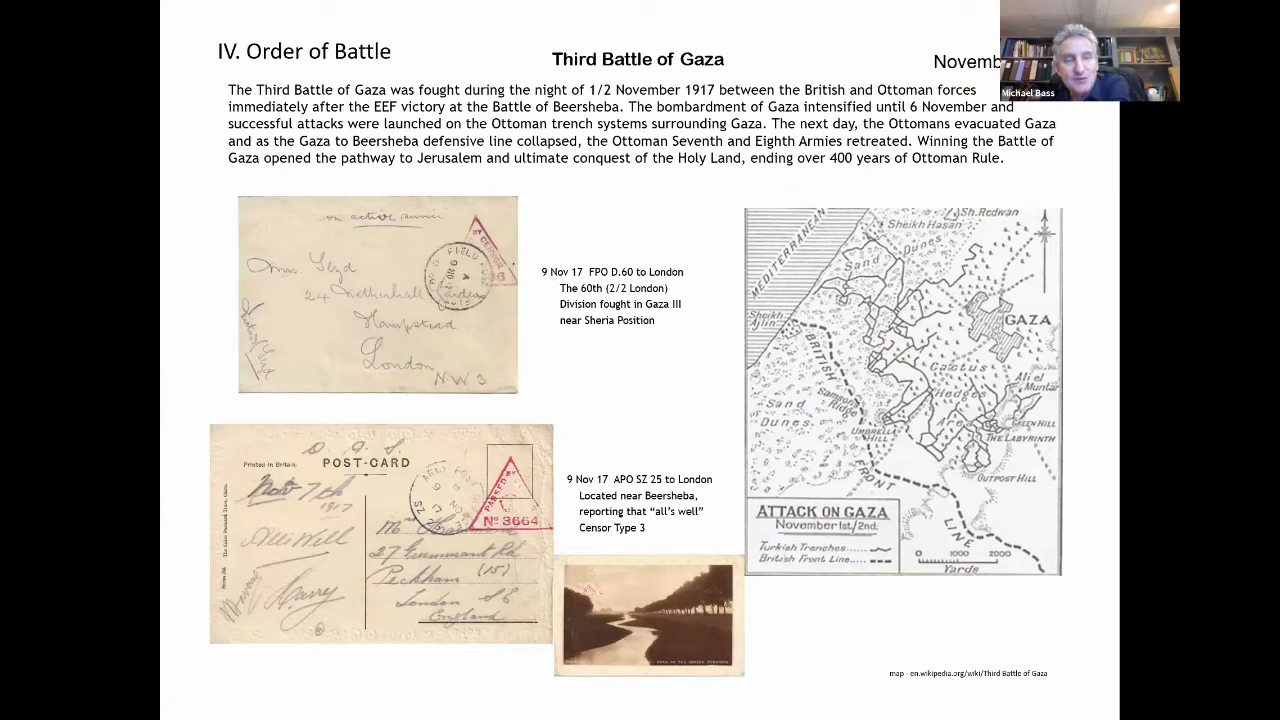 IV. Order of Battle
Third Battle of Gaza
Novemb
Michael Bass
The Third Battle of Gaza was fought during the night of 1/2 November 1917 between the British and Ottoman forces
immediately after the EEF victory at the Battle of Beersheba. The bombardment of Gaza intensified until 6 November and
successful attacks were launched on the Ottoman trench systems surrounding Gaza. The next day, the Ottomans evacuated Gaza
and as the Gaza to Beersheba defensive line collapsed, the Ottoman Seventh and Eighth Armies retreated. Winning the Battle of
Gaza opened the pathway to Jerusalem and ultimate conquest of the Holy Land, ending over 400 years of Ottoman Rule.
on active service
24
Hampstead
London
N.W 3
FIELD
9 Nov 17 FPO D.60 to London
The 60th (2/2 London)
Division fought in Gaza III
near Sheria Position
MEDITERRANEAN
Sh. Redwan
Sheikh Hasan
Dunes
Sand
Sheikh
Ajlin
GAZA
BRITISH
Cactus
Ali el
Muntar
Hedges
Samson
Ridge
Sand
Dunes
UMBRELLA
HILL
Are
GREEN HILL
THE LABYRINTH
OUTPOST HILL
FRONT
LINE
ATTACK ON GAZA
November 1st./2nd.
Turkish Trenches
British Front Line
0 1000 2000
Yards
O. A. S.
Printed in Britain.
POST-CARD
Nov 7th
1917
All's Well
Harry
PASSED BY
No 3664
Mr
27
Peckham (15)
London S E
England
9 Nov 17 APO SZ 25 to London
Located near Beersheba,
reporting that “all’s well”
Censor Type 3
map - en.wikipedia.org/wiki/Third Battle of Gaza